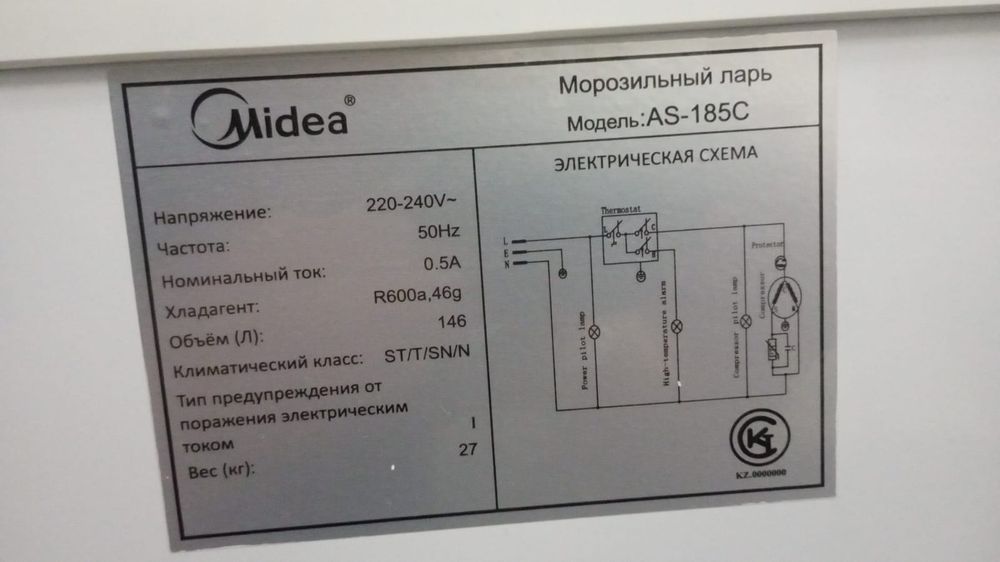 Midea®
Морозильный ларь
Модель:AS-185C
Напряжение: 220-240V~
Частота: 50Hz
Номинальный ток: 0.5A
Хладагент: R600a,46g
Объём (Л): 146
Климатический класс: ST/T/SN/N
Тип предупреждения от
поражения электрическим
током I
Вес (кг): 27
ЭЛЕКТРИЧЕСКАЯ СХЕМА
Thermostat
L C
H
L
E
N
Protector
Compressor
Power pilot lamp
High-temperature alarm
Compressor pilot lamp
C
KZ.0000000